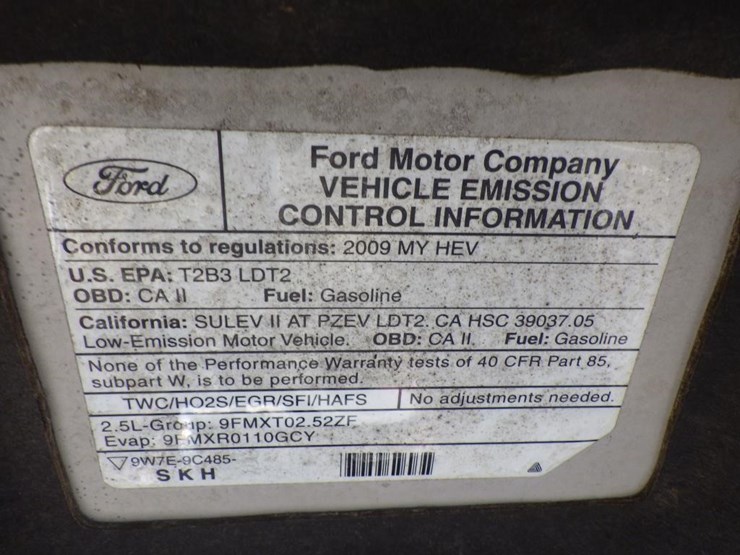 Ford
Ford Motor Company
VEHICLE EMISSION
CONTROL INFORMATION
Conforms to regulations: 2009 MY HEV
U.S. EPA: T2B3 LDT2
OBD: CA II Fuel: Gasoline
California: SULEV II AT PZEV LDT2. CA HSC 39037.05
Low-Emission Motor Vehicle. OBD: CA II. Fuel: Gasoline
None of the Performance Warranty tests of 40 CFR Part 85,
subpart W, is to be performed.
TWC/HO2S/EGR/SFI/HAFS No adjustments needed.
2.5L-Group: 9FMXT02.52ZF
Evap: 9FMXR0110GCY
9W7E-9C485-
SKH